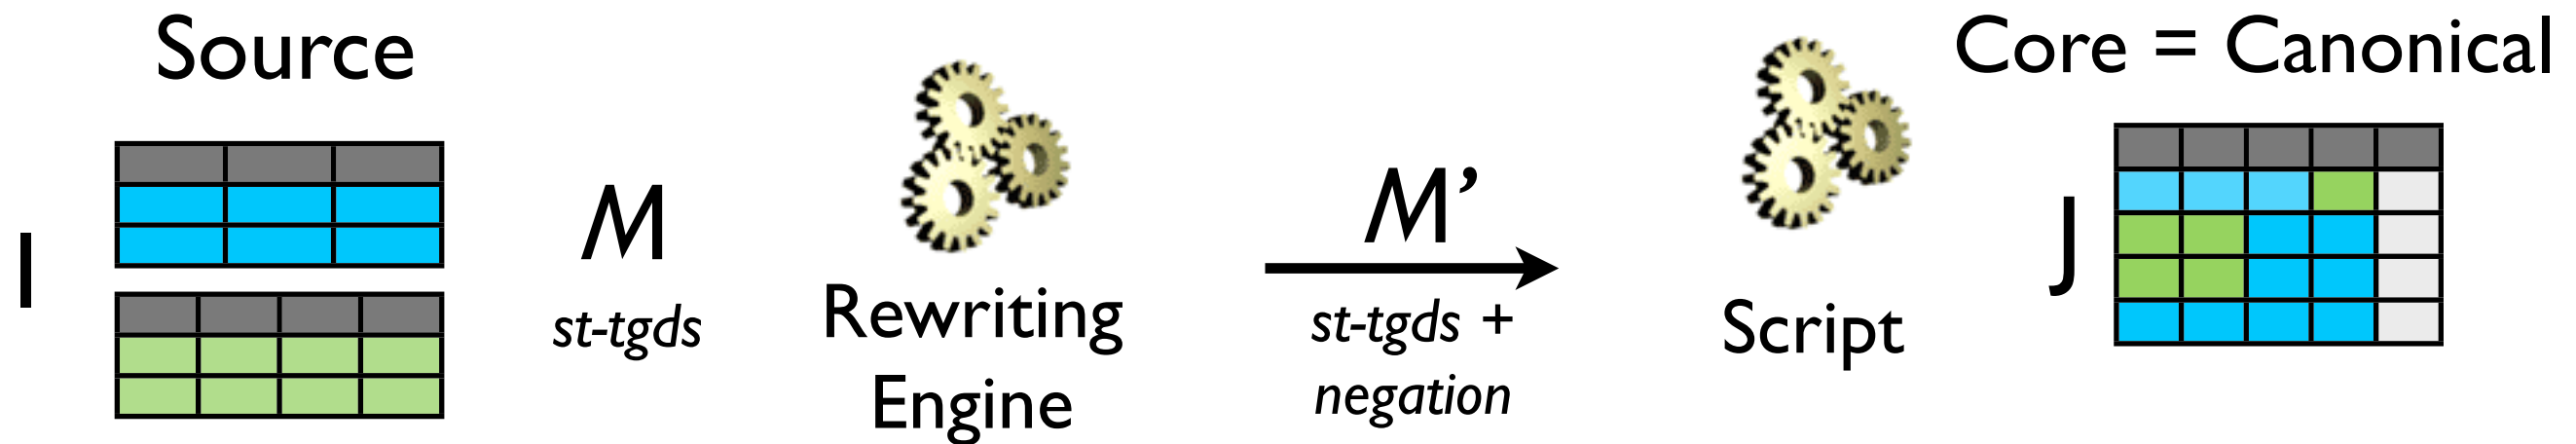 Source
I
M
st-tgds
Rewriting
Engine
M’
st-tgds +
negation
Script
Core = Canonical
J